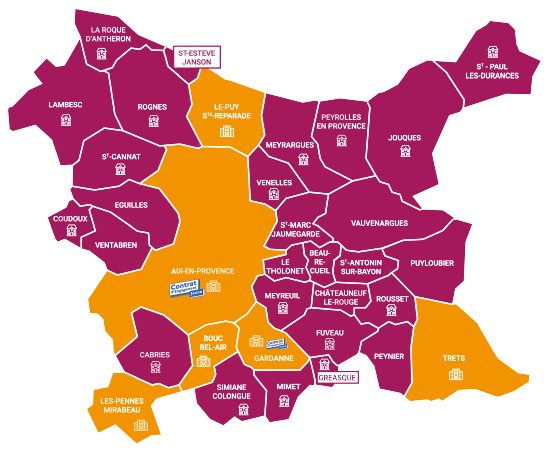 LA ROQUE
D'ANTHERON
ST-ESTEVE
JANSON
ST - PAUL
LES-DURANCES
LAMBESC
ROGNES
LE-PUY
STE-REPARADE
PEYROLLES
EN PROVENCE
JOUQUES
MEYRARGUES
ST-CANNAT
VENELLES
EGUILLES
COUDOUX
VENTABREN
ST-MARC
JAUMEGARDE
VAUVENARGUES
AIX-EN-PROVENCE
Contrat
d'Engagement
Jeune
LE
THOLONET
BEAU-
RE-
CUEIL
ST-ANTONIN
SUR-BAYON
PUYLOUBIER
MEYREUIL
CHÂTEAUNEUF
LE-ROUGE
ROUSSET
CABRIES
BOUC
BEL-AIR
Contrat
GARDANNE
FUVEAU
PEYNIER
TRETS
GREASQUE
LES-PENNES
MIRABEAU
SIMIANE
COLONGUE
MIMET